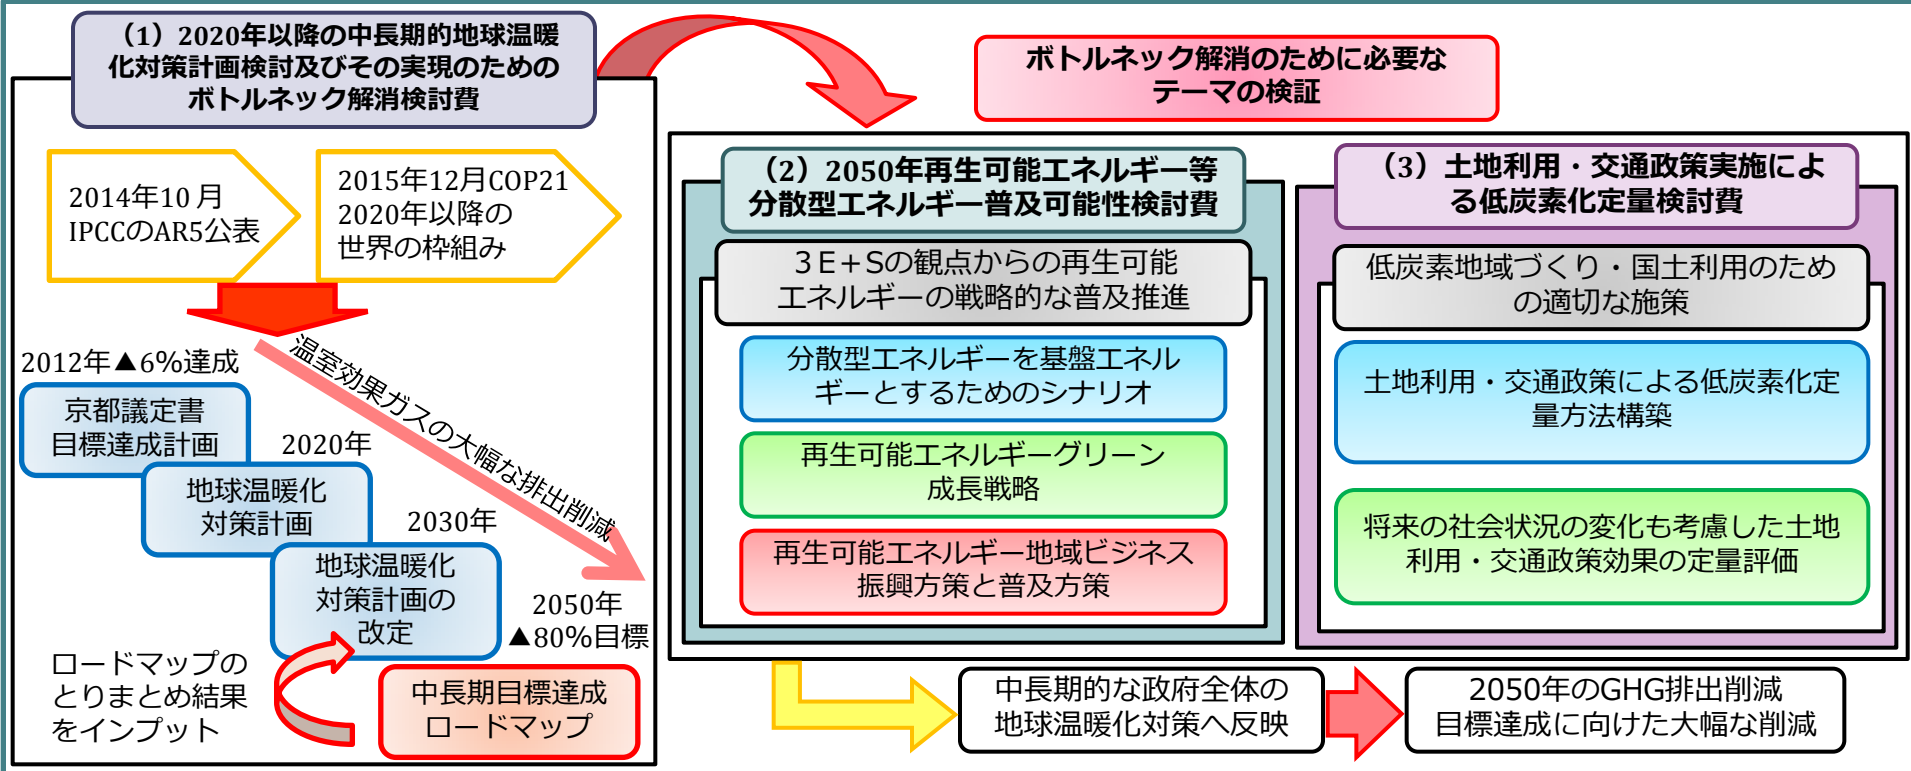 （1）2020年以降の中長期的地球温暖
化対策計画検討及びその実現のための
ボトルネック解消検討費
2014年10月
IPCCのAR5公表
2015年12月COP21
2020年以降の
世界の枠組み
2012年▲6%達成
京都議定書
目標達成計画
2020年
地球温暖化
対策計画
2030年
地球温暖化
対策計画の
改定
2050年
▲80%目標
温室効果ガスの大幅な排出削減
ロードマップの
とりまとめ結果
をインプット
中長期目標達成
ロードマップ
ボトルネック解消のために必要な
テーマの検証
（2）2050年再生可能エネルギー等
分散型エネルギー普及可能性検討費
３E＋Sの観点からの再生可能
エネルギーの戦略的な普及推進
分散型エネルギーを基盤エネル
ギーとするためのシナリオ
再生可能エネルギーグリーン
成長戦略
再生可能エネルギー地域ビジネス
振興方策と普及方策
（3）土地利用・交通政策実施によ
る低炭素化定量検討費
低炭素地域づくり・国土利用のため
の適切な施策
土地利用・交通政策による低炭素化定
量方法構築
将来の社会状況の変化も考慮した土地
利用・交通政策効果の定量評価
中長期的な政府全体の
地球温暖化対策へ反映
2050年のGHG排出削減
目標達成に向けた大幅な削減